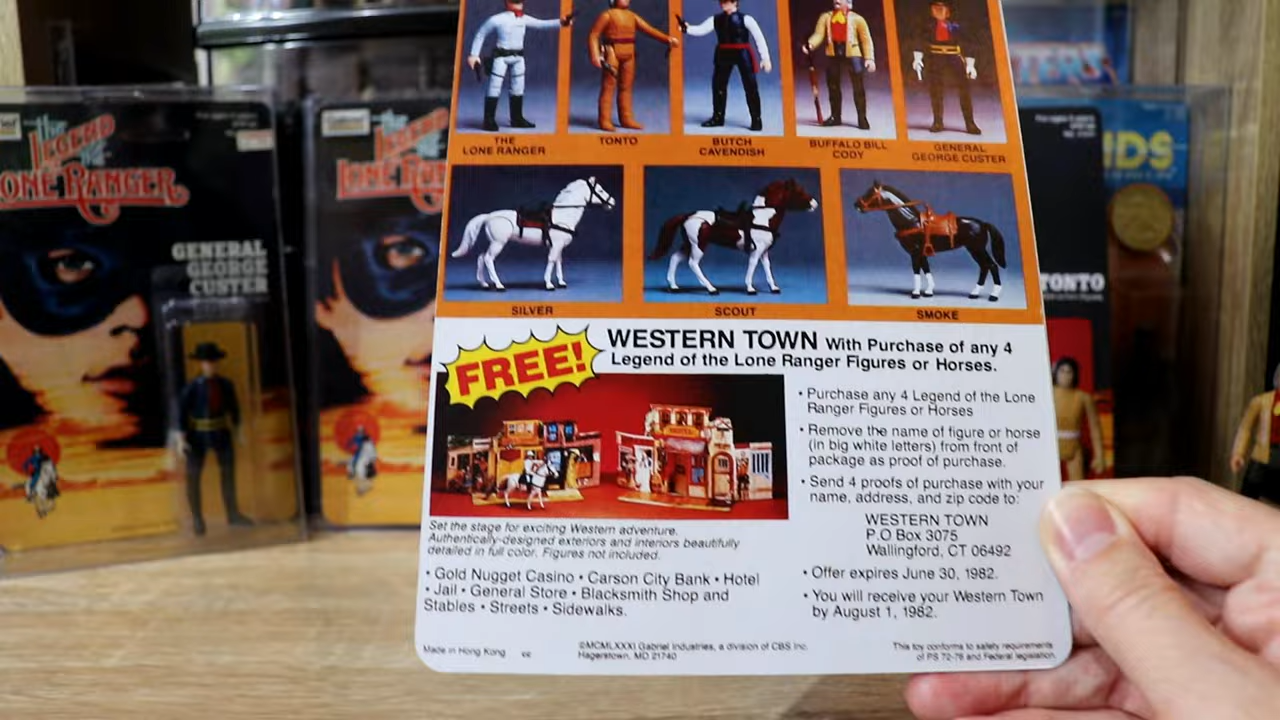 THE
LONE RANGER
TONTO
BUTCH
CAVENDISH
BUFFALO BILL
CODY
GENERAL
GEORGE CUSTER
SILVER
SCOUT
SMOKE
FREE!
WESTERN TOWN With Purchase of any 4
Legend of the Lone Ranger Figures or Horses.
• Purchase any 4 Legend of the Lone
Ranger Figures or Horses
• Remove the name of figure or horse
(in big white letters) from front of
package as proof of purchase.
• Send 4 proofs of purchase with your
name, address, and zip code to:
WESTERN TOWN
P.O Box 3075
Wallingford, CT 06492
• Offer expires June 30, 1982.
• You will receive your Western Town
by August 1, 1982.
Set the stage for exciting Western adventure.
Authentically-designed exteriors and interiors beautifully
detailed in full color. Figures not included.
• Gold Nugget Casino • Carson City Bank • Hotel
• Jail • General Store • Blacksmith Shop and
Stables • Streets • Sidewalks.
Made in Hong Kong cc
©MCMLXXXI Gabriel Industries, a division of CBS Inc.
Hagerstown, MD 21740
This toy conforms to safety requirements
of PS 72-76 and Federal legislation.
the
LEGEND
OF THE
ONE RANGER
GENERAL
GEORGE
CUSTER
TONTO